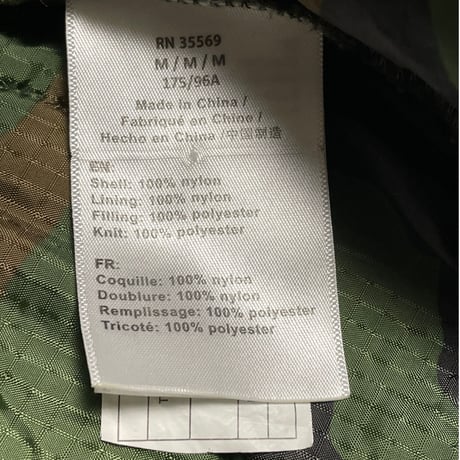 RN 35569
M / M / M
175/96A
Made in China /
Fabriqué en Chine /
Hecho en China /中国制造
EN:
Shell: 100% nylon
Lining: 100% nylon
Filling: 100% polyester
Knit: 100% polyester
FR:
Coquille: 100% nylon
Doublure: 100% nylon
Remplissage: 100% polyester
Tricoté: 100% polyester